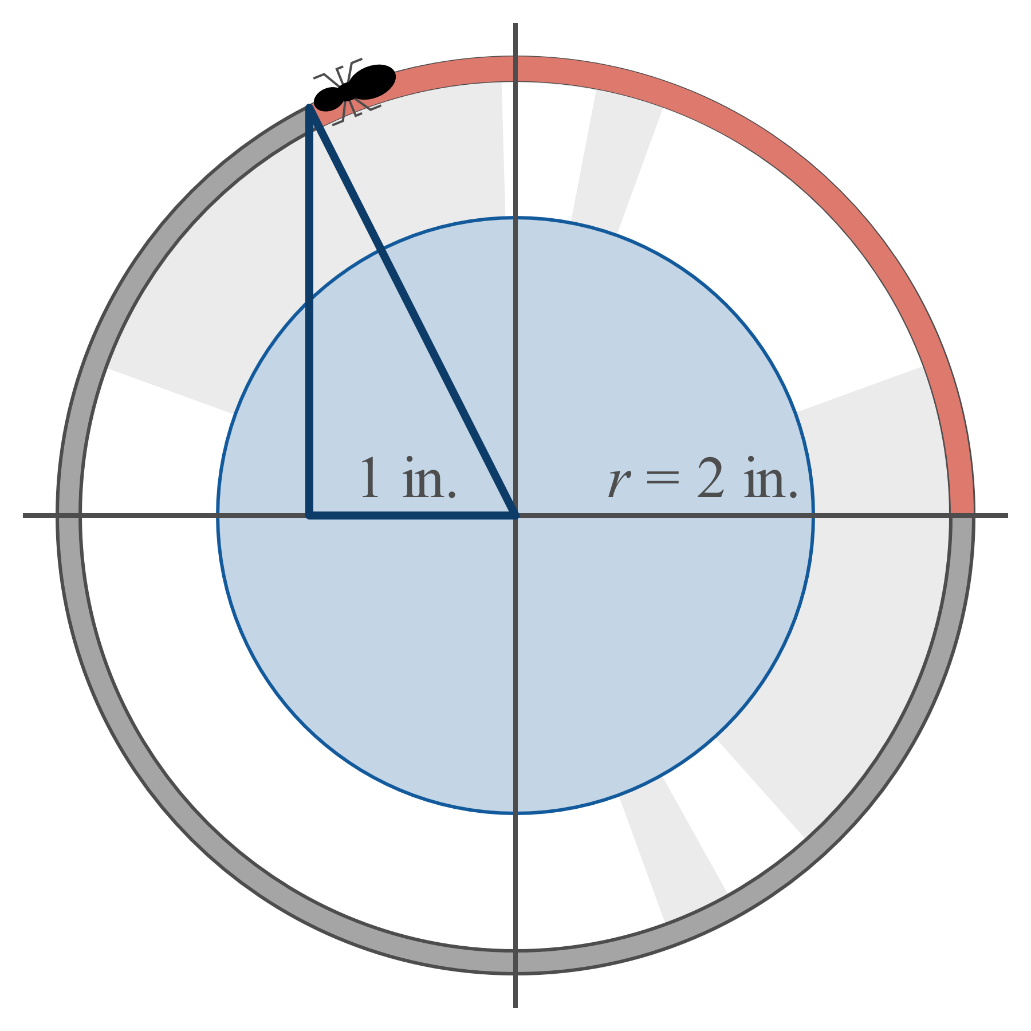 1 in.
r = 2 in.